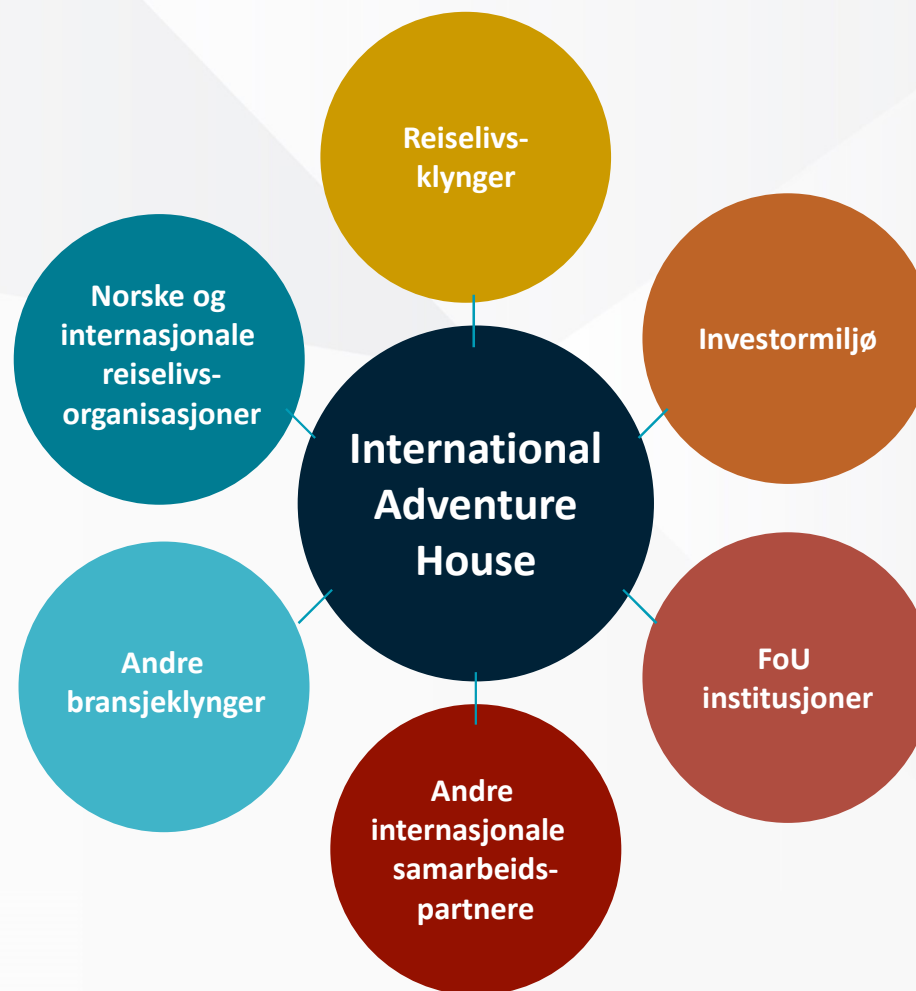 Reiselivs-
klynger
Norske og
internasjonale
reiselivs-
organisasjoner
Investormiljø
International
Adventure
House
Andre
bransjeklynger
FoU
institusjoner
Andre
internasjonale
samarbeids-
partnere